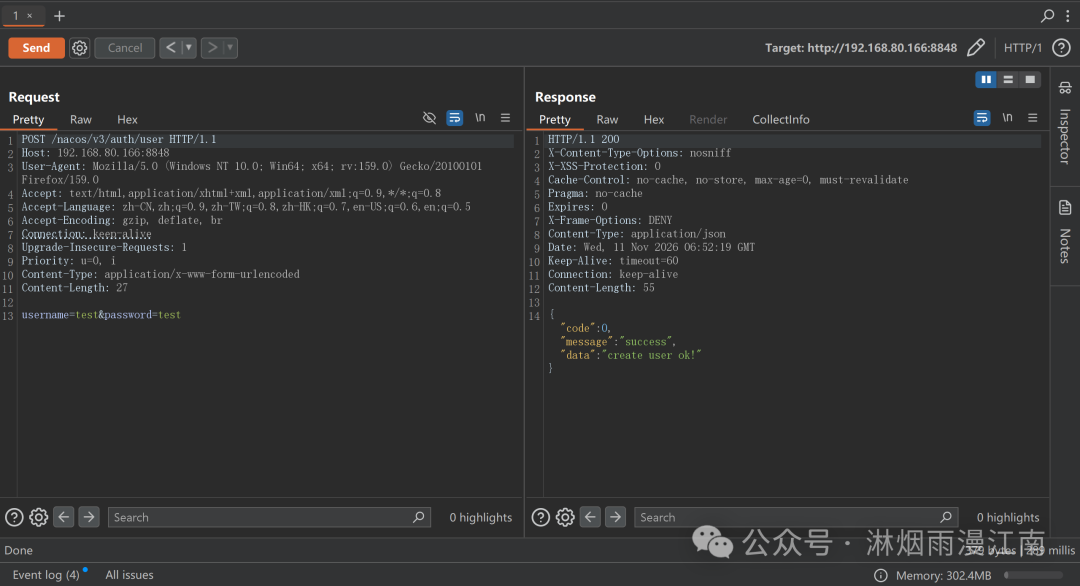 1 ×
Send
Cancel
Target: http://192.168.80.166:8848
HTTP/1
Request
Pretty
Raw
Hex
\n
1 POST /nacos/v3/auth/user HTTP/1.1
2 Host: 192.168.80.166:8848
3 User-Agent: Mozilla/5.0 (Windows NT 10.0; Win64; x64; rv:159.0) Gecko/20100101
Firefox/159.0
4 Accept: text/html,application/xhtml+xml,application/xml;q=0.9,*/*;q=0.8
5 Accept-Language: zh-CN,zh;q=0.9,zh-TW;q=0.8,zh-HK;q=0.7,en-US;q=0.6,en;q=0.5
6 Accept-Encoding: gzip, deflate, br
7 Connection: keep-alive
8 Upgrade-Insecure-Requests: 1
9 Priority: u=0, i
10 Content-Type: application/x-www-form-urlencoded
11 Content-Length: 27
12
13 username=test&password=test
Response
Pretty
Raw
Hex
Render
CollectInfo
\n
1 HTTP/1.1 200
2 X-Content-Type-Options: nosniff
3 X-XSS-Protection: 0
4 Cache-Control: no-cache, no-store, max-age=0, must-revalidate
5 Pragma: no-cache
6 Expires: 0
7 X-Frame-Options: DENY
8 Content-Type: application/json
9 Date: Wed, 11 Nov 2026 06:52:19 GMT
10 Keep-Alive: timeout=60
11 Connection: keep-alive
12 Content-Length: 55
13
14 {
"code":0,
"message":"success",
"data":"create user ok!"
}
Inspector
Notes
Search
0 highlights
Search
0 highlights
公众号 · 淋烟雨漫江南
Done
millis
Event log (4)
All issues
Memory: 302.4MB